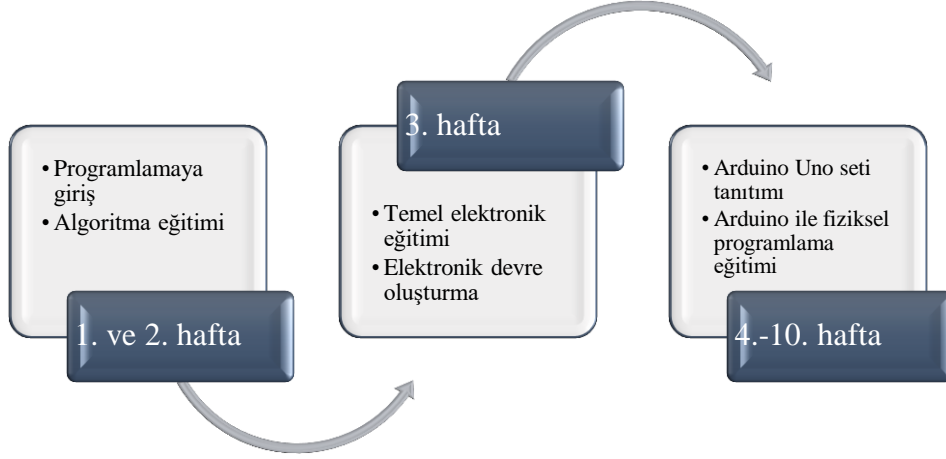 • Programlamaya
giriş
• Algoritma eğitimi
1. ve 2. hafta
3. hafta
• Temel elektronik
eğitimi
• Elektronik devre
oluşturma
• Arduino Uno seti
tanıtımı
• Arduino ile fiziksel
programlama
eğitimi
4.-10. hafta